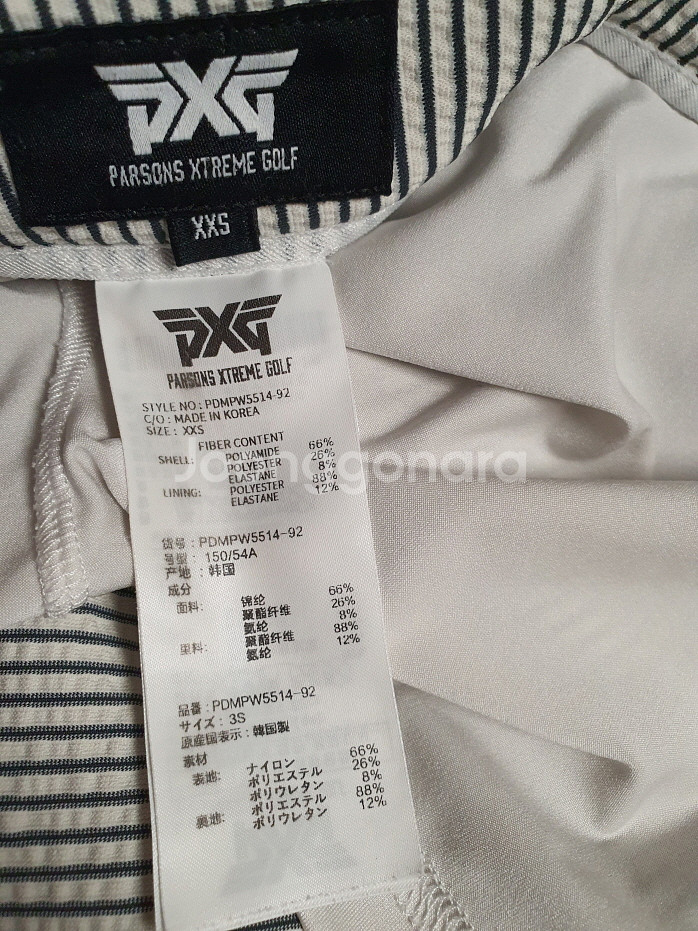 PXG
PARSONS XTREME GOLF
XXS
PXG
PARSONS XTREME GOLF
STYLE NO : PDMPW5514-92
C/O : MADE IN KOREA
SIZE : XXS
FIBER CONTENT
SHELL: POLYAMIDE 66%
POLYESTER 26%
ELASTANE 8%
LINING: POLYESTER 88%
ELASTANE 12%
Joonggonara
货号 : PDMPW5514-92
号型 : 150/54A
产地 : 韩国
成分
面料: 锦纶 66%
聚酯纤维 26%
氨纶 8%
里料: 聚酯纤维 88%
氨纶 12%
品番 : PDMPW5514-92
サイズ : 3S
原産国表示 : 韓国製
素材
表地: ナイロン 66%
ポリエステル 26%
ポリウレタン 8%
裏地: ポリエステル 88%
ポリウレタン 12%